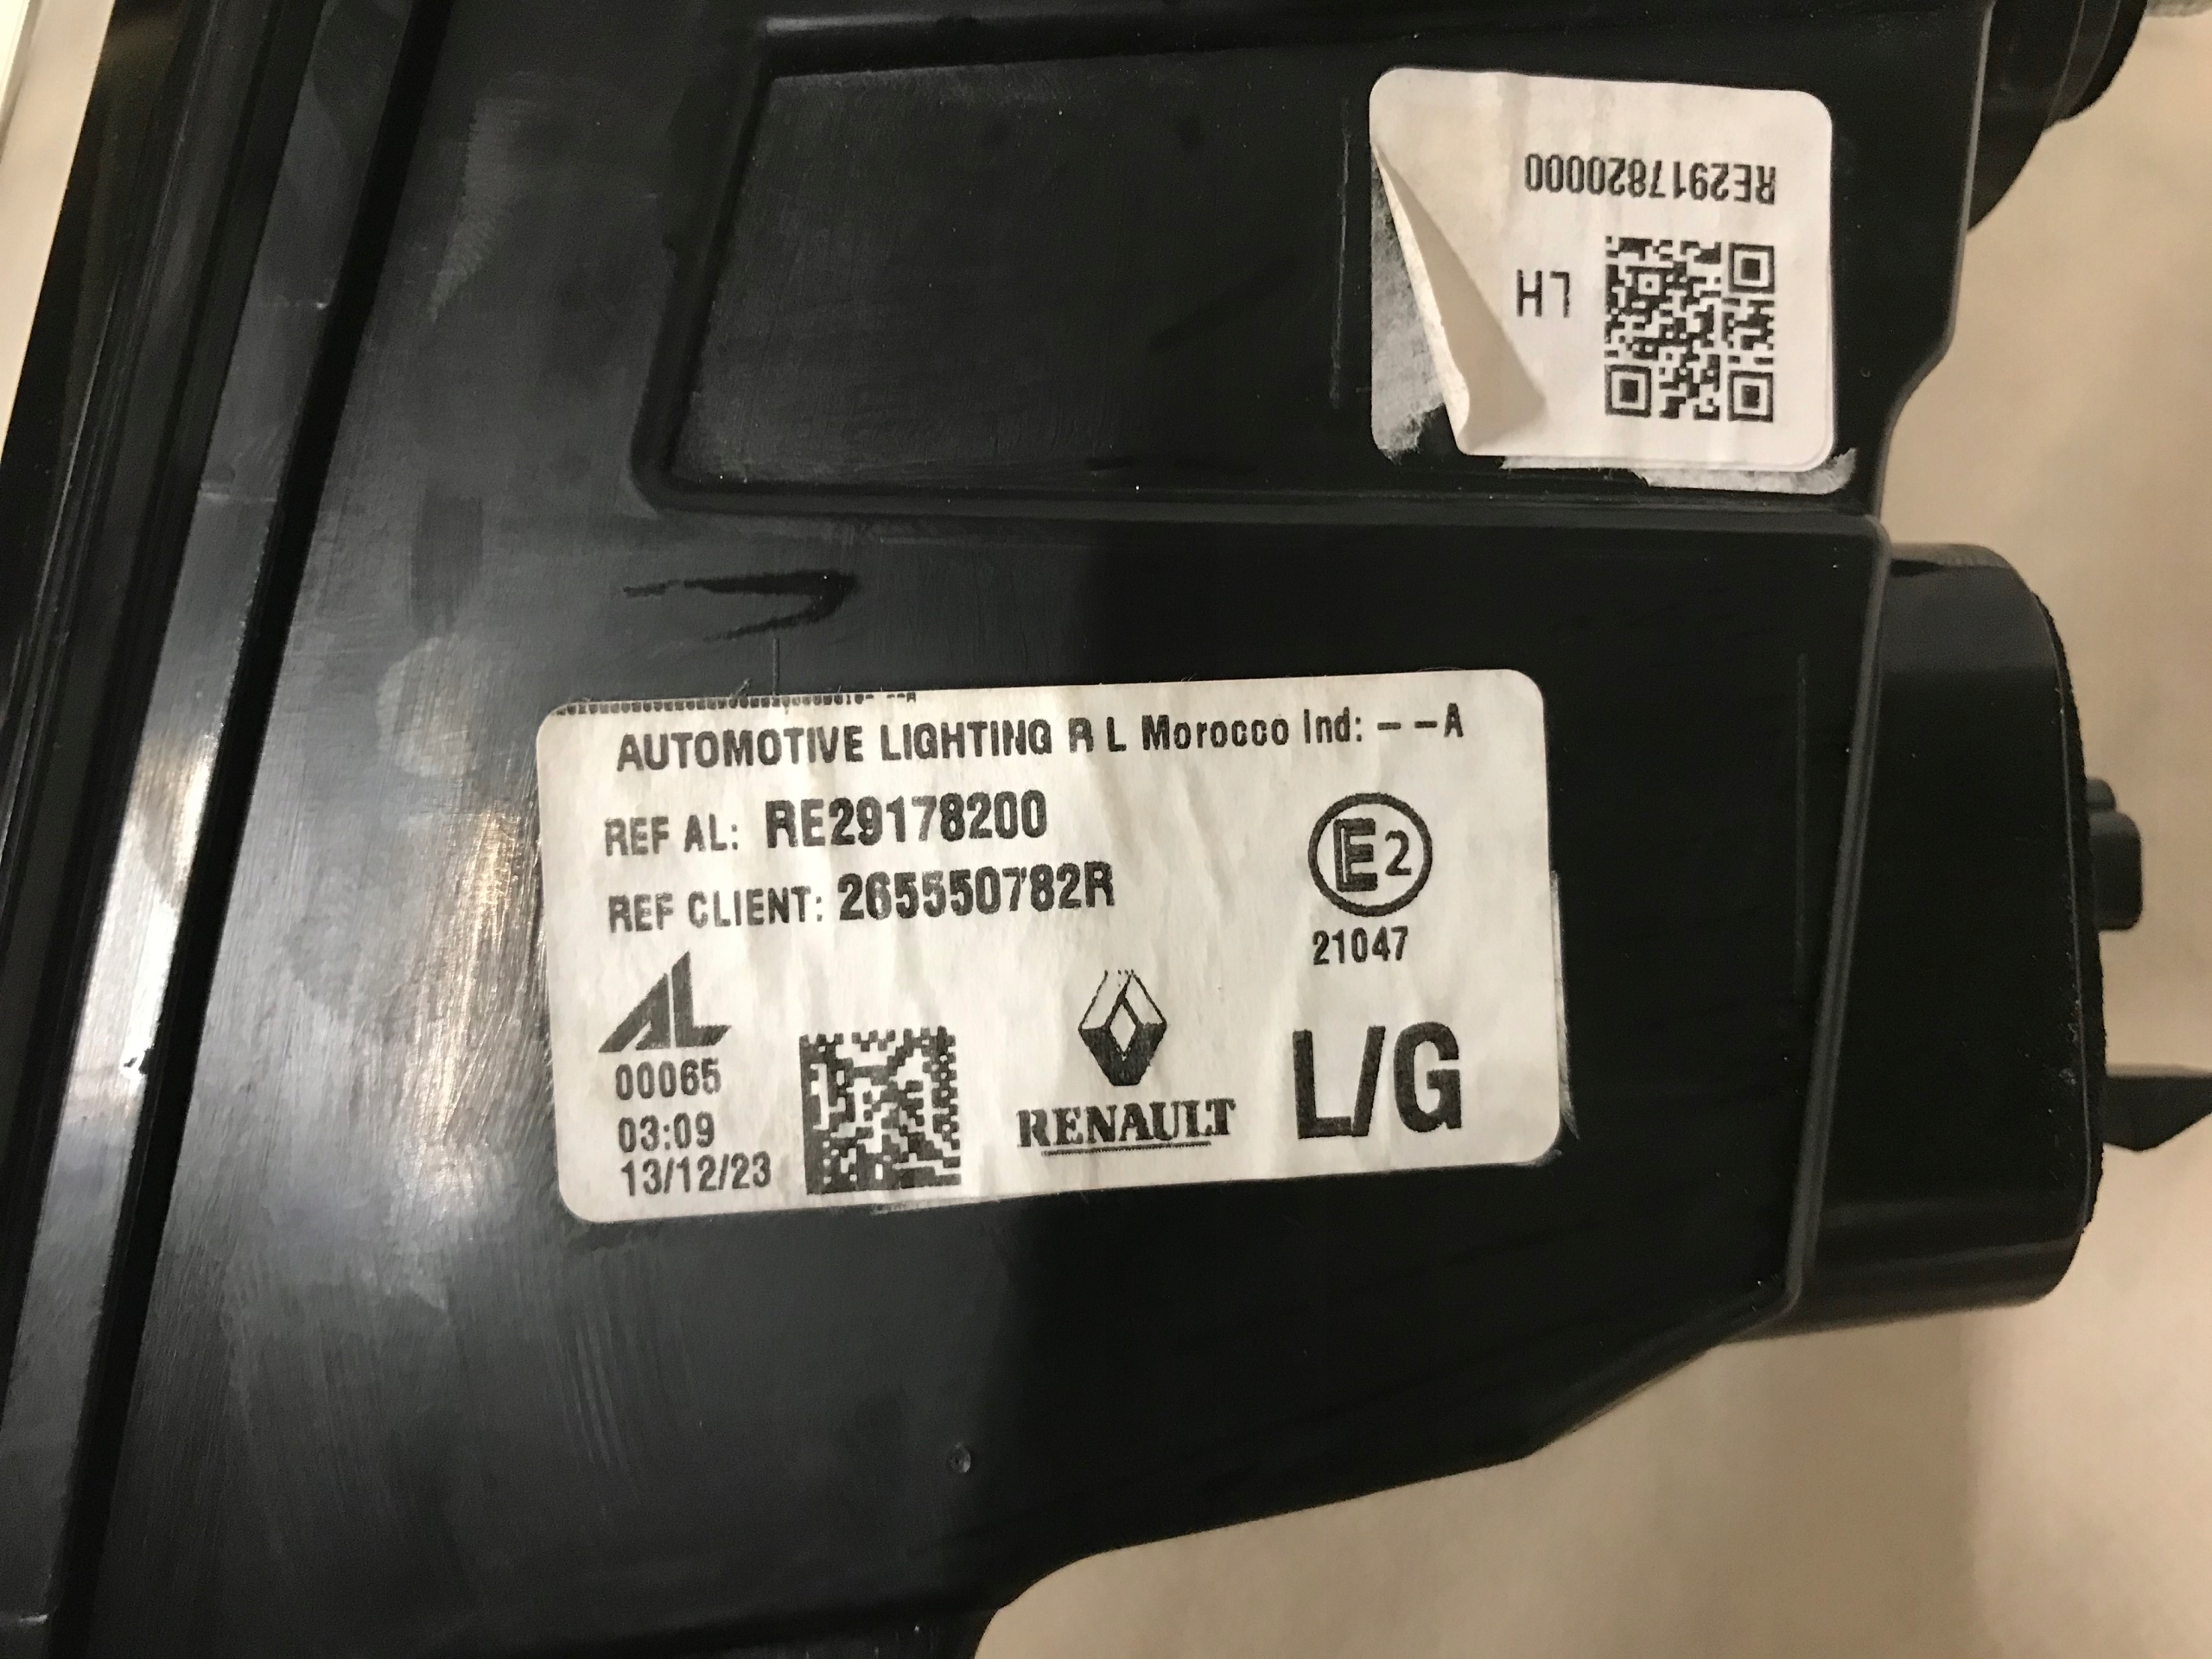 RE2917820000
LH
AUTOMOTIVE LIGHTING R L Morocco Ind: – –A
REF AL: RE29178200
REF CLIENT: 265550782R
E2
21047
AL
00065
03:09
13/12/23
RENAULT
L/G